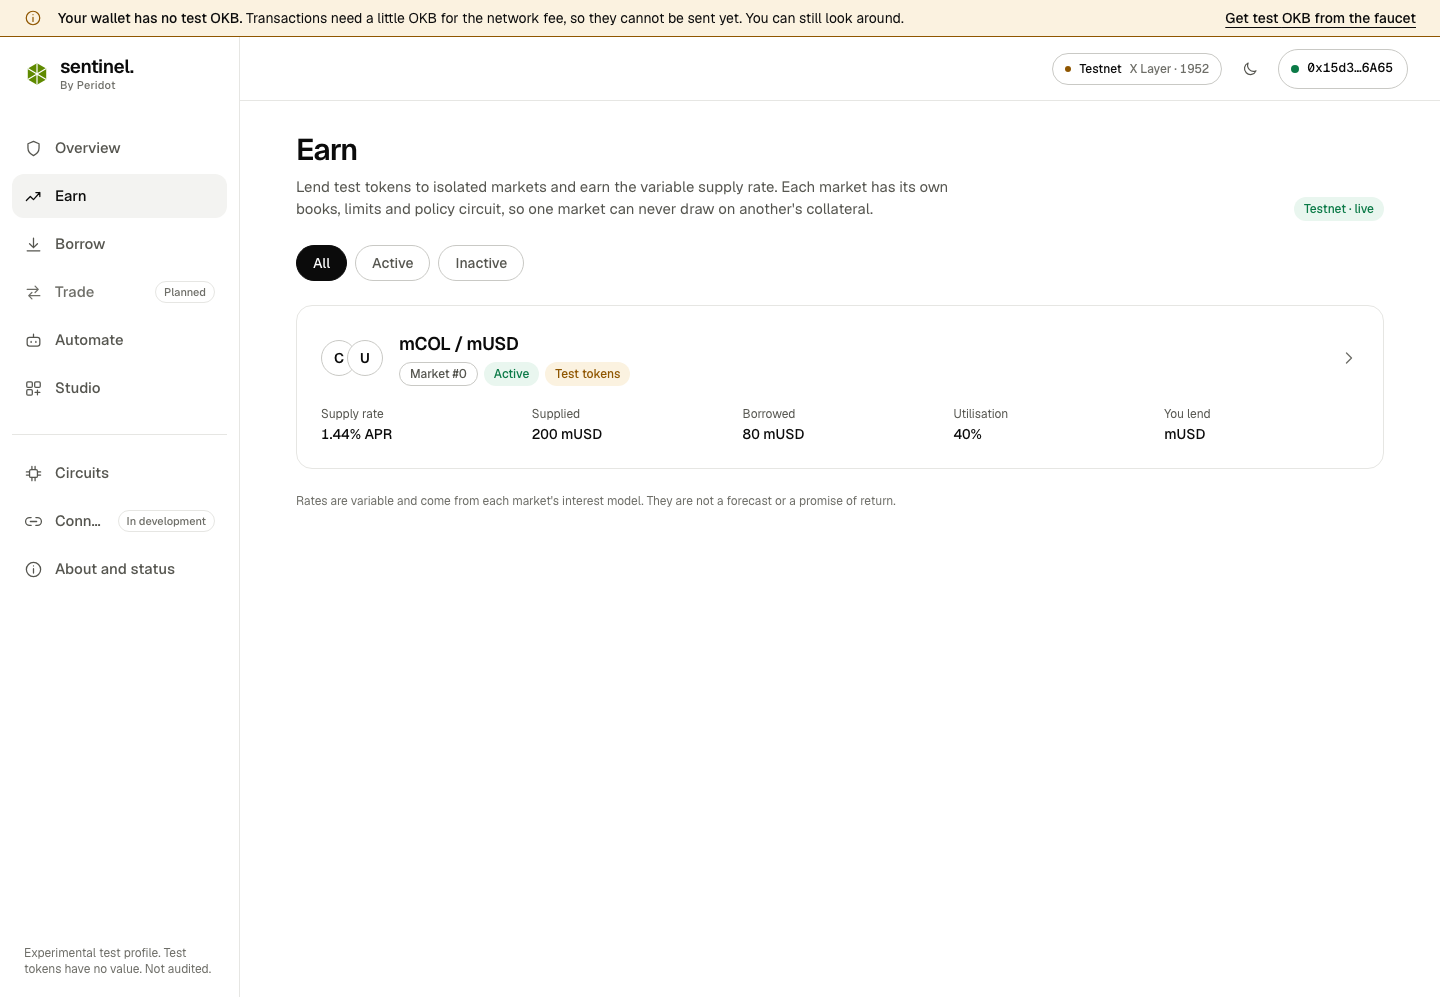 Your wallet has no test OKB. Transactions need a little OKB for the network fee, so they cannot be sent yet. You can still look around.
Get test OKB from the faucet
sentinel.
By Peridot
Testnet X Layer · 1952
0x15d3…6A65
Overview
Earn
Borrow
Trade
Planned
Automate
Studio
Circuits
Conn…
In development
About and status
Experimental test profile. Test
tokens have no value. Not audited.
Earn
Lend test tokens to isolated markets and earn the variable supply rate. Each market has its own
books, limits and policy circuit, so one market can never draw on another's collateral.
Testnet · live
All
Active
Inactive
C
U
mCOL / mUSD
Market #0
Active
Test tokens
Supply rate
1.44% APR
Supplied
200 mUSD
Borrowed
80 mUSD
Utilisation
40%
You lend
mUSD
Rates are variable and come from each market's interest model. They are not a forecast or a promise of return.